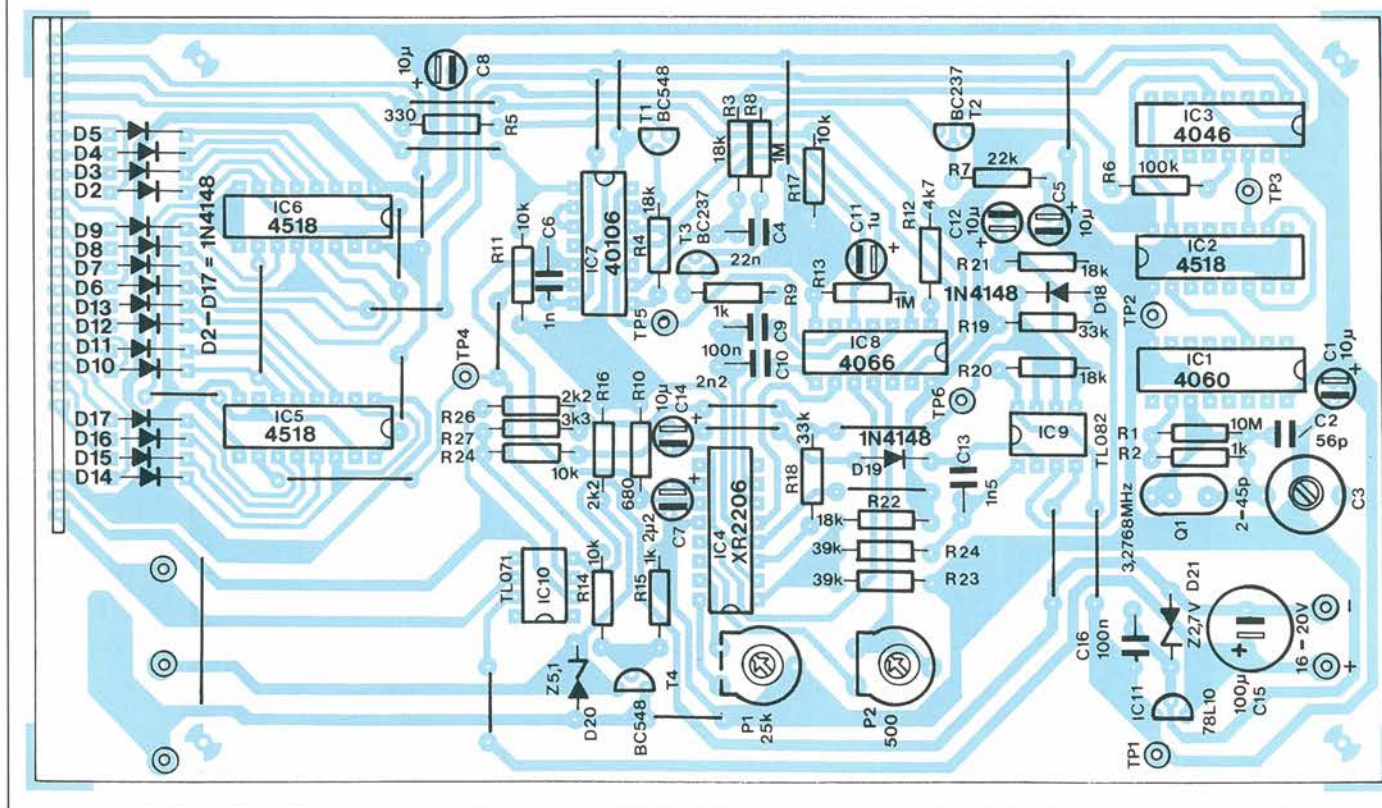 D5
D4
D3
D2
D9
D8
D7
D6
D13
D12
D11
D10
D17
D16
D15
D14
D2-D17 = 1N4148
IC6
4518
IC5
4518
10µ
+
C8
330
R5
T1
BC548
R3
R8
18k
1M
10k
R17
BC237
T2
R7
22k
C5
10µ
+
C12
10µ
+
R6
100k
IC3
4046
TP3
IC2
4518
TP2
IC1
4060
C1
10µ
+
R11
10k
C6
1n
IC7
40106
18k
R4
T3
BC237
C4
22n
C11
1u
+
R12
4k7
R13
1M
R21
18k
1N4148
D18
R19
33k
R20
18k
R9
1k
TP5
C9
100n
C10
2n2
IC8
4066
TP4
TP6
R26
2k2
R27
3k3
R24
10k
R16
2k2
R10
680
10µ
C14
+
C7
2µ2
+
IC4
XR2206
33k
R18
1N4148
D19
C13
1n5
IC9
TL082
R1
10M
R2
1k
C2
56p
Q1
3,2768MHz
2-45p
C3
R22
18k
39k
R24
39k
R23
TL071
IC10
10k
R14
1k
R15
Z5,1
D20
BC548
T4
P1
25k
P2
500
C16
100n
D21
Z2,7V
IC11
78L10
100µ
C15
+
16-20V
-
+
TP1